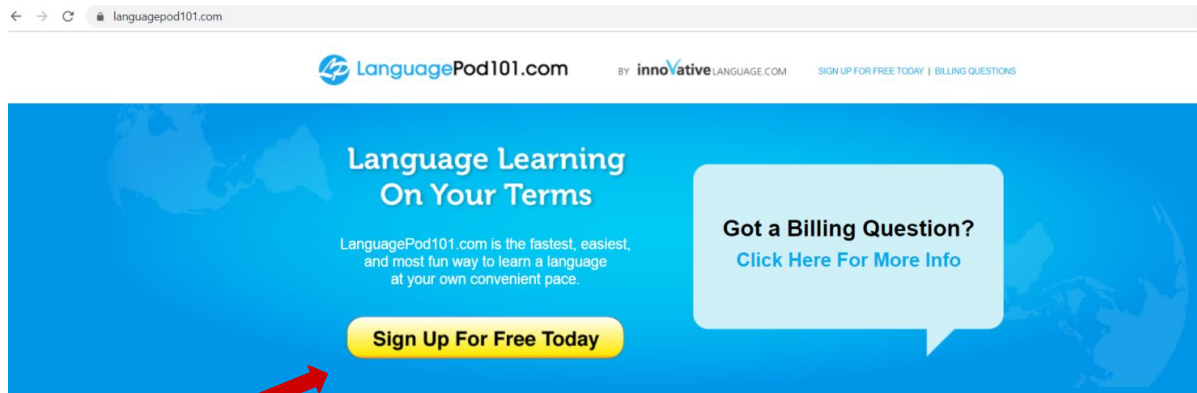 languagepod101.com
LanguagePod101.com BY innoVative LANGUAGE.COM SIGN UP FOR FREE TODAY | BILLING QUESTIONS
Language Learning
On Your Terms
LanguagePod101.com is the fastest, easiest,
and most fun way to learn a language
at your own convenient pace.
Sign Up For Free Today
Got a Billing Question?
Click Here For More Info